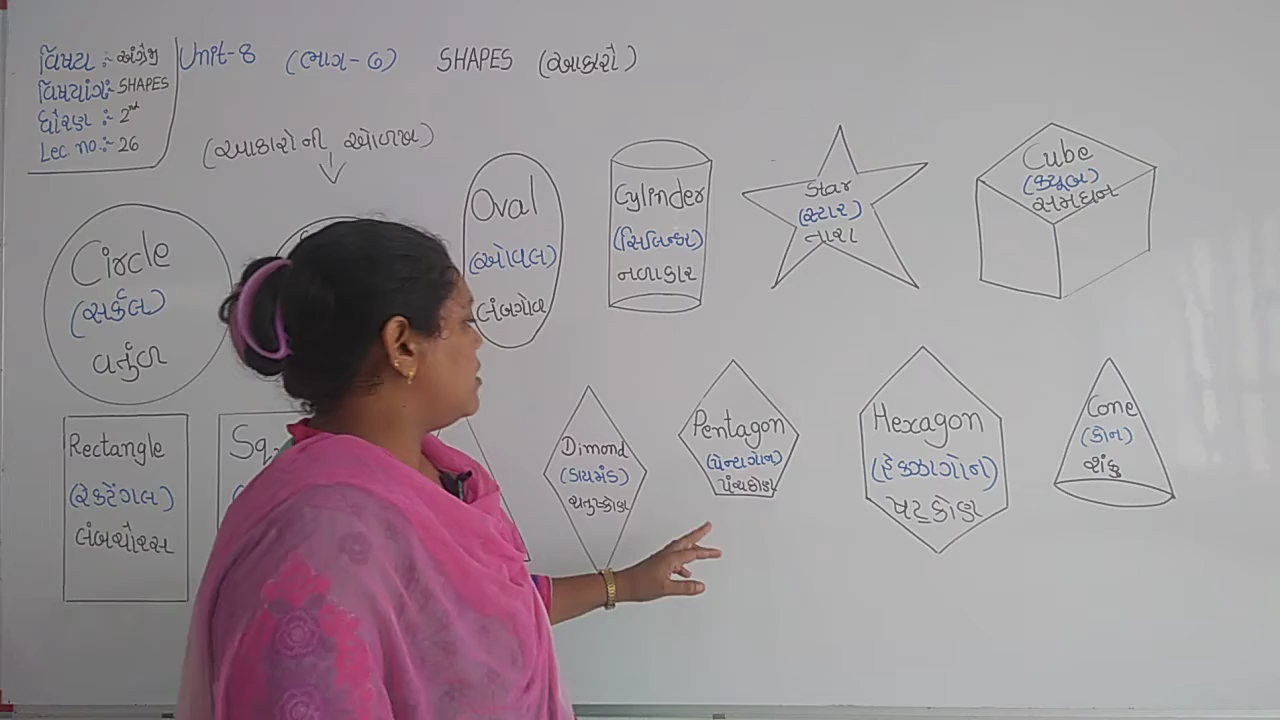 વિષય :- અંગ્રેજી
વિષયાંગ:- SHAPES
ધોરણ :- 2nd
Lec no.:- 26
Unit-8 (ભાગ-૭) SHAPES (આકારો)
(આકારોની ઓળખ)
Circle
(સર્કલ)
વર્તુળ
Oval
(ઓવલ)
લંબગોળ
Cylinder
(સિલિન્ડર)
નળાકાર
Star
(સ્ટાર)
તારા
Cube
(ક્યૂબ)
સમઘન
Rectangle
(રેક્ટેંગલ)
લંબચોરસ
Dimond
(ડાયમંડ)
ચતુષ્કોણ
Pentagon
(પેન્ટાગોન)
પંચકોણ
Hexagon
(હેક્ઝાગોન)
ષટ્કોણ
Cone
(કોન)
શંકુ